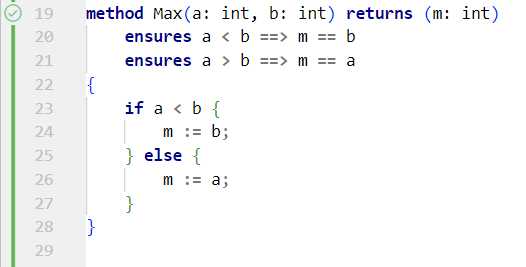 19 method Max(a: int, b: int) returns (m: int)
20     ensures a < b ==> m == b
21     ensures a > b ==> m == a
22 {
23     if a < b {
24         m := b;
25     } else {
26         m := a;
27     }
28 }
29